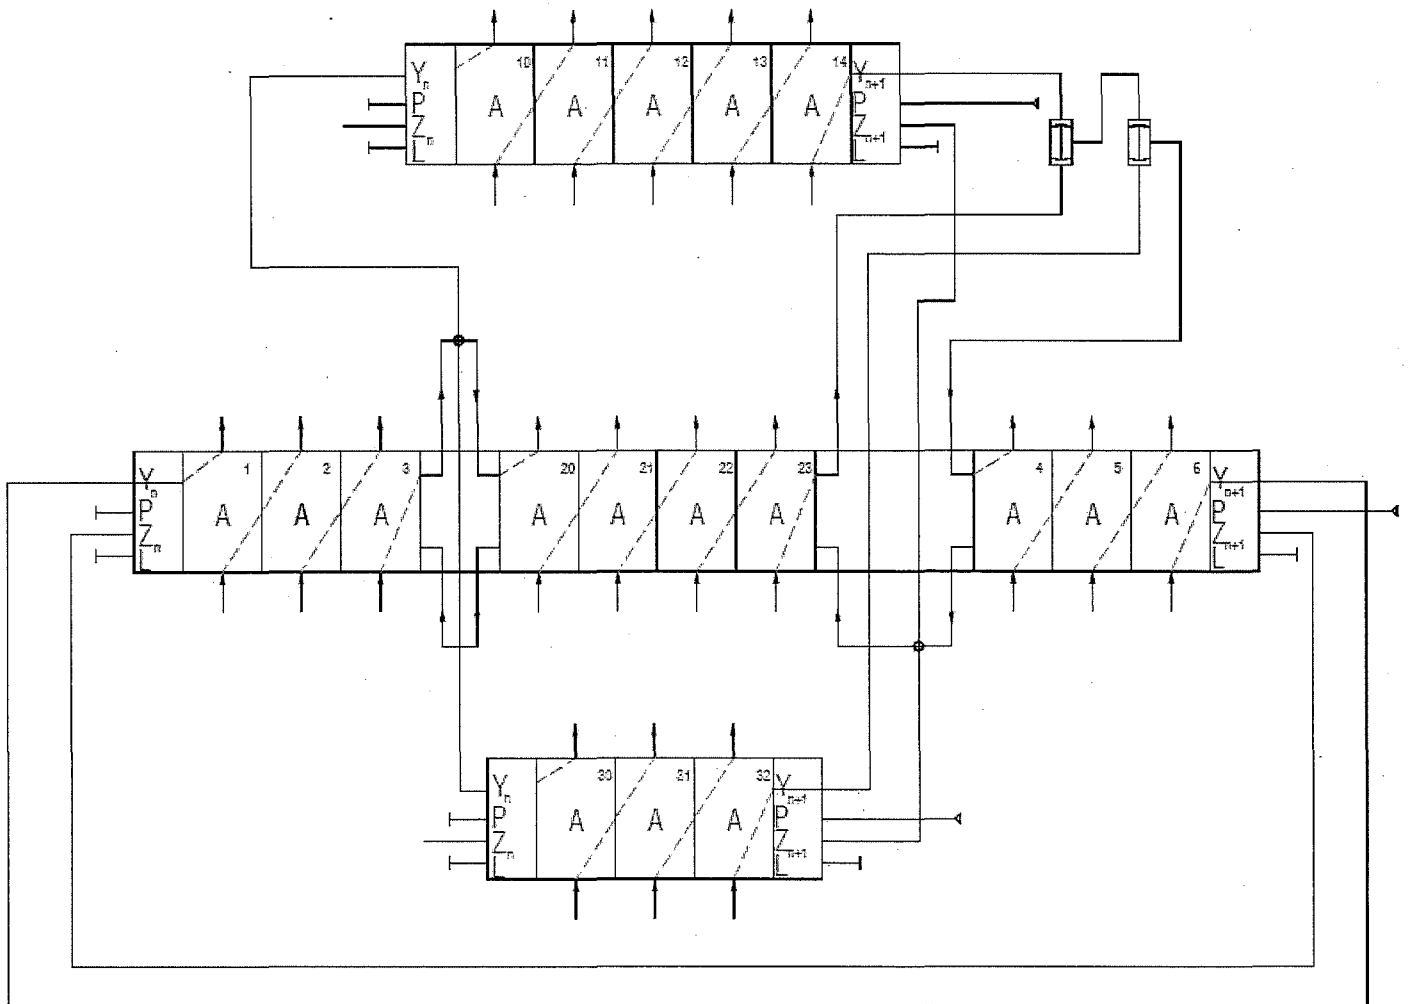 10 11 12 13 14
Yn Yn+1
P A A A A A P
Zn Zn+1
L L
1 2 3 20 21 22 23 4 5 6
Yn Yn+1
P A A A A A A A A A A P
Zn Zn+1
L L
30 31 32
Yn Yn+1
P A A A P
Zn Zn+1
L L